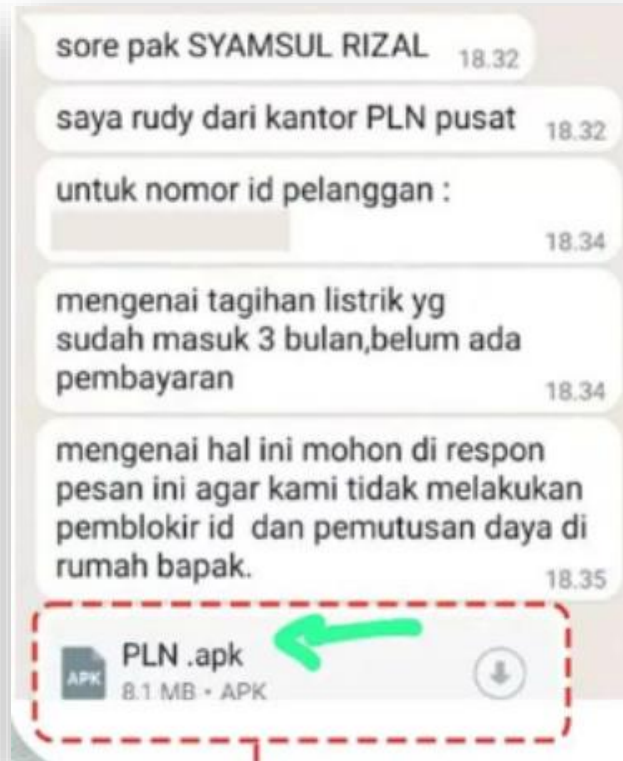 sore pak SYAMSUL RIZAL 18.32
saya rudy dari kantor PLN pusat 18.32
untuk nomor id pelanggan :
18.34
mengenai tagihan listrik yg
sudah masuk 3 bulan,belum ada
pembayaran 18.34
mengenai hal ini mohon di respon
pesan ini agar kami tidak melakukan
pemblokir id dan pemutusan daya di
rumah bapak. 18.35
PLN .apk
APK
8.1 MB • APK